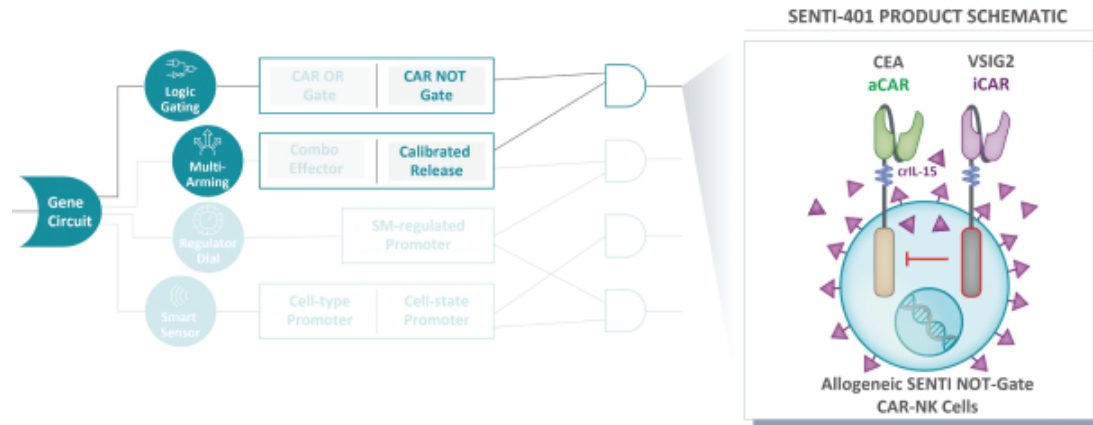 SENTI-401 PRODUCT SCHEMATIC
Logic
Gating
CAR OR
Gate
CAR NOT
Gate
Multi-
Arming
Combo
Effector
Calibrated
Release
Gene
Circuit
Regulator
Dial
SM-regulated
Promoter
Smart
Sensor
Cell-type
Promoter
Cell-state
Promoter
CEA
aCAR
VSIG2
iCAR
crIL-15
Allogeneic SENTI NOT-Gate
CAR-NK Cells